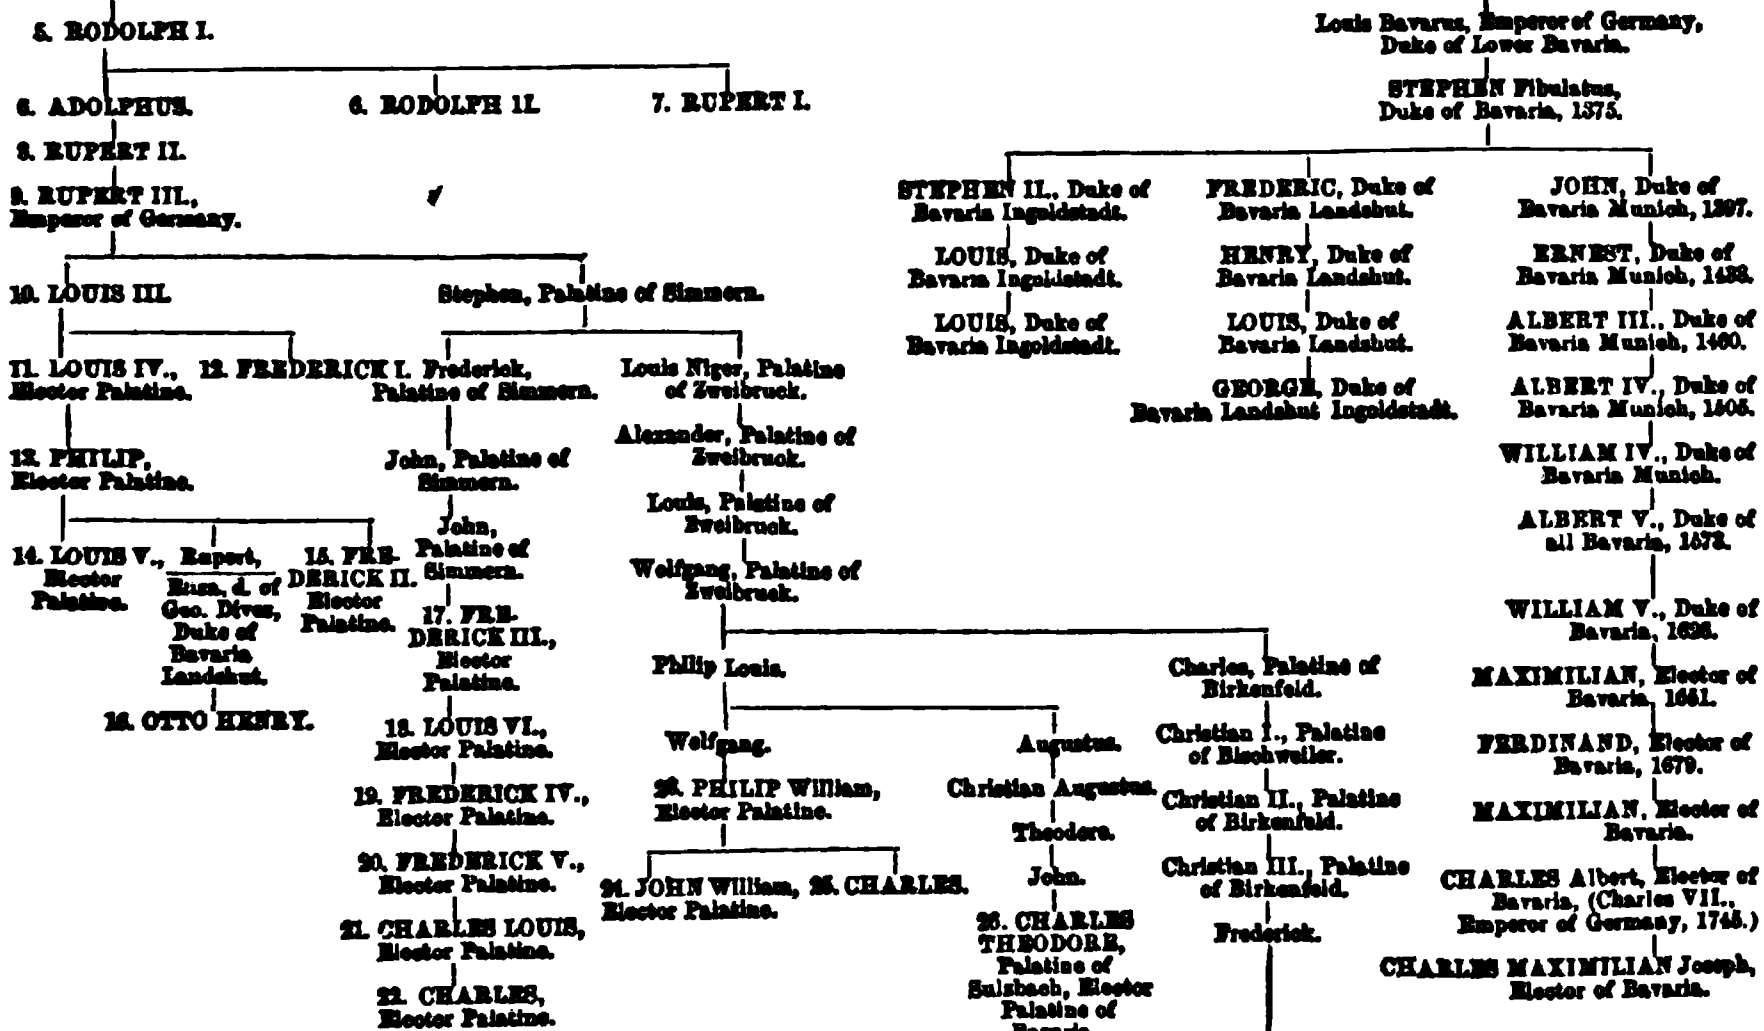 5. RODOLPH I.
6. ADOLPHUS.
6. RODOLPH II.
7. RUPERT I.
8. RUPERT II.
9. RUPERT III.,
Emperor of Germany.
10. LOUIS III.
Stephen, Palatine of Simmern.
11. LOUIS IV.,
Elector Palatine.
12. FREDERICK I.
Frederick,
Palatine of Simmern.
Louis Niger, Palatine
of Zweibruck.
13. PHILIP,
Elector Palatine.
John, Palatine of
Simmern.
Alexander, Palatine of
Zweibruck.
Louis, Palatine of
Zweibruck.
14. LOUIS V.,
Elector
Palatine.
Rupert,
Eliza, d. of
Geo. Dives,
Duke of
Bavaria
Landshut.
15. FRE-
DERICK II.
Elector
Palatine.
John,
Palatine of
Simmern.
Wolfgang, Palatine of
Zweibruck.
16. OTTO HENRY.
17. FRE-
DERICK III.,
Elector
Palatine.
Philip Louis.
Charles, Palatine of
Birkenfeld.
18. LOUIS VI.,
Elector Palatine.
Wolfgang.
Augustus.
Christian I., Palatine
of Bischweiler.
19. FREDERICK IV.,
Elector Palatine.
23. PHILIP William,
Elector Palatine.
Christian Augustus.
Christian II., Palatine
of Birkenfeld.
Theodore.
20. FREDERICK V.,
Elector Palatine.
24. JOHN William,
Elector Palatine.
25. CHARLES.
John.
Christian III., Palatine
of Birkenfeld.
21. CHARLES LOUIS,
Elector Palatine.
26. CHARLES
THEODORE,
Palatine of
Sulzbach, Elector
Palatine of
Bavaria
Frederick.
22. CHARLES,
Elector Palatine.
Louis Bavarus, Emperor of Germany,
Duke of Lower Bavaria.
STEPHEN Fibulatus,
Duke of Bavaria, 1375.
STEPHEN II., Duke of
Bavaria Ingoldstadt.
FREDERIC, Duke of
Bavaria Landshut.
JOHN, Duke of
Bavaria Munich, 1397.
LOUIS, Duke of
Bavaria Ingoldstadt.
HENRY, Duke of
Bavaria Landshut.
ERNEST, Duke of
Bavaria Munich, 1438.
LOUIS, Duke of
Bavaria Ingoldstadt.
LOUIS, Duke of
Bavaria Landshut.
ALBERT III., Duke of
Bavaria Munich, 1460.
GEORGE, Duke of
Bavaria Landshut Ingoldstadt.
ALBERT IV., Duke of
Bavaria Munich, 1505.
WILLIAM IV., Duke of
Bavaria Munich.
ALBERT V., Duke of
all Bavaria, 1573.
WILLIAM V., Duke of
Bavaria, 1626.
MAXIMILIAN, Elector of
Bavaria, 1651.
FERDINAND, Elector of
Bavaria, 1679.
MAXIMILIAN, Elector of
Bavaria.
CHARLES Albert, Elector of
Bavaria, (Charles VII.,
Emperor of Germany, 1745.)
CHARLES MAXIMILIAN Joseph,
Elector of Bavaria.